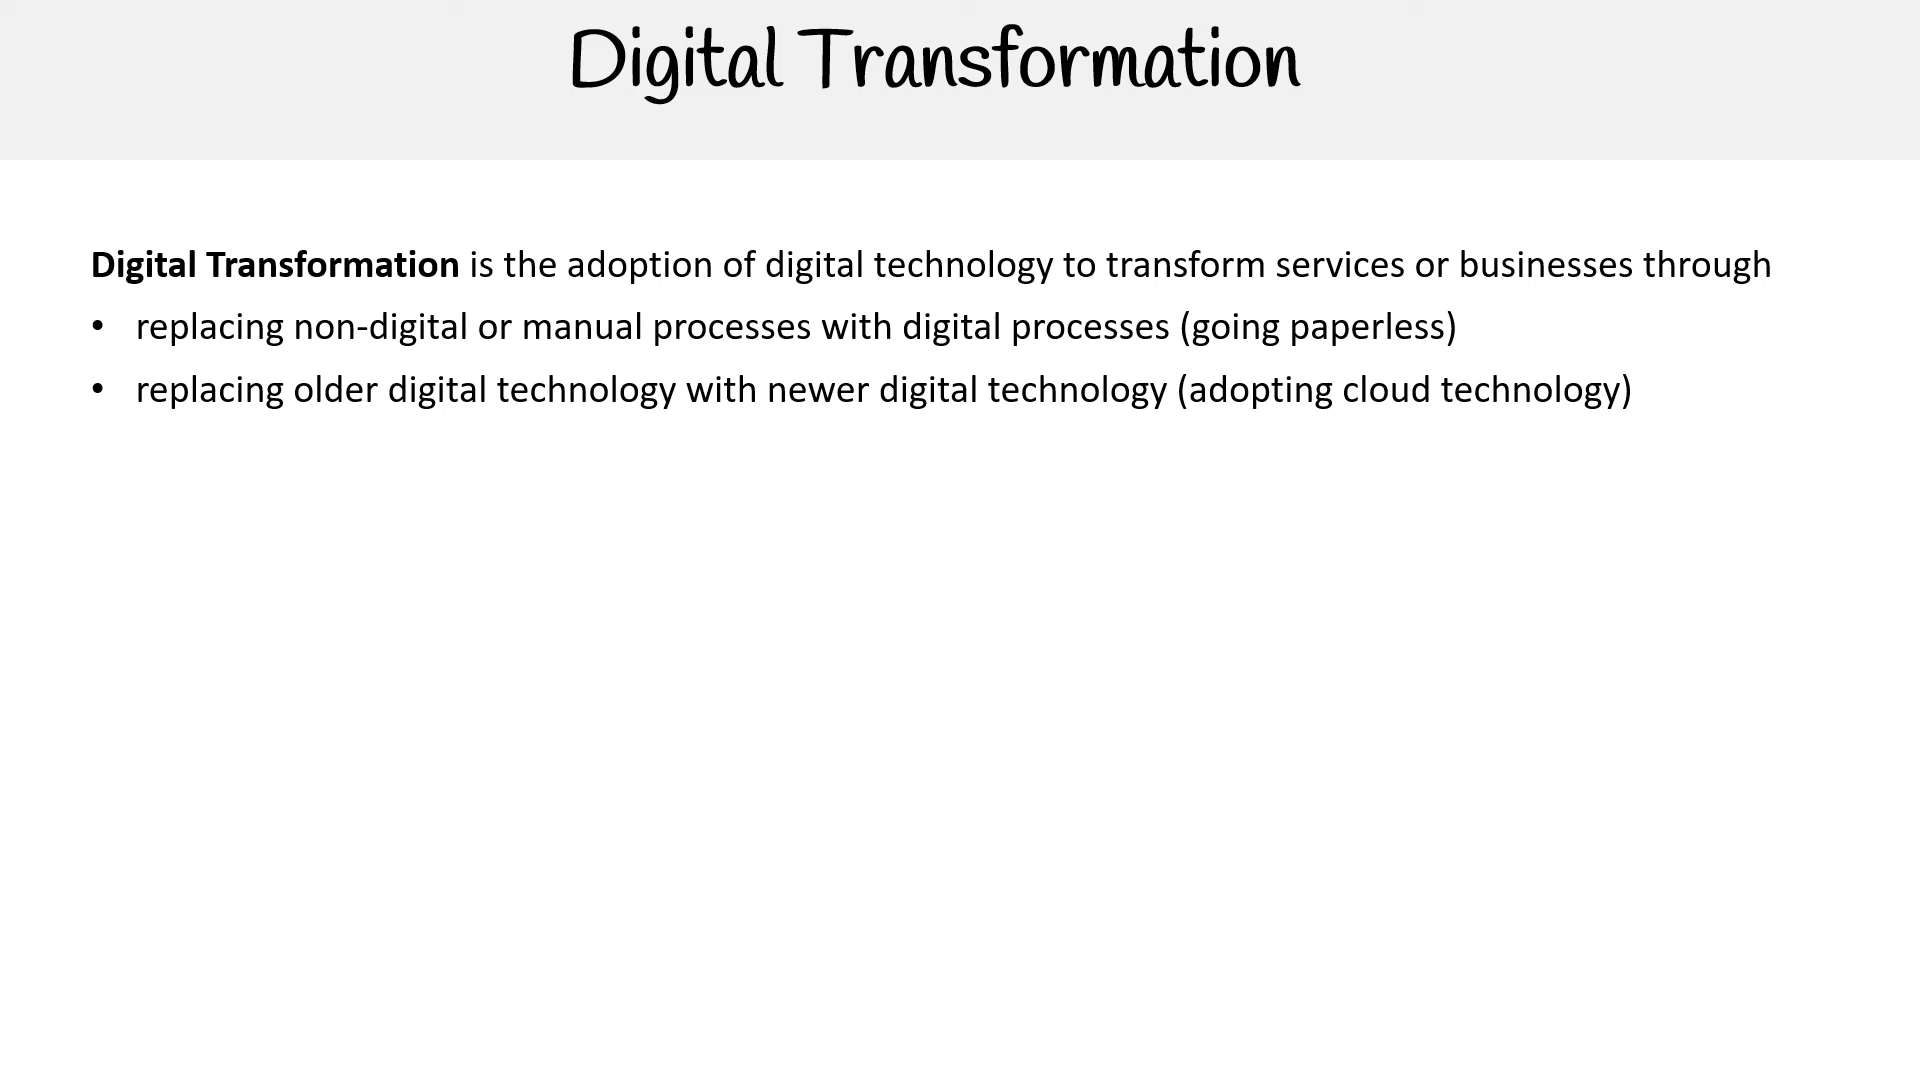 Digital Transformation
Digital Transformation is the adoption of digital technology to transform services or businesses through
• replacing non-digital or manual processes with digital processes (going paperless)
• replacing older digital technology with newer digital technology (adopting cloud technology)